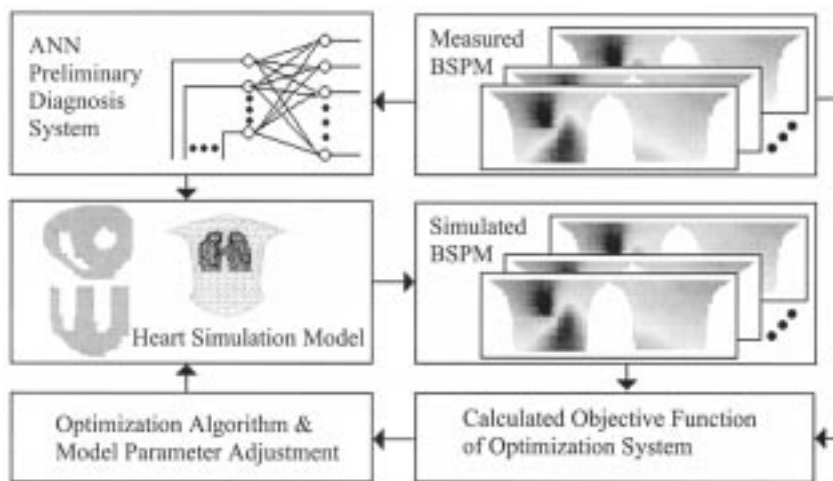 ANN
Preliminary
Diagnosis
System
Measured
BSPM
Heart Simulation Model
Simulated
BSPM
Optimization Algorithm &
Model Parameter Adjustment
Calculated Objective Function
of Optimization System